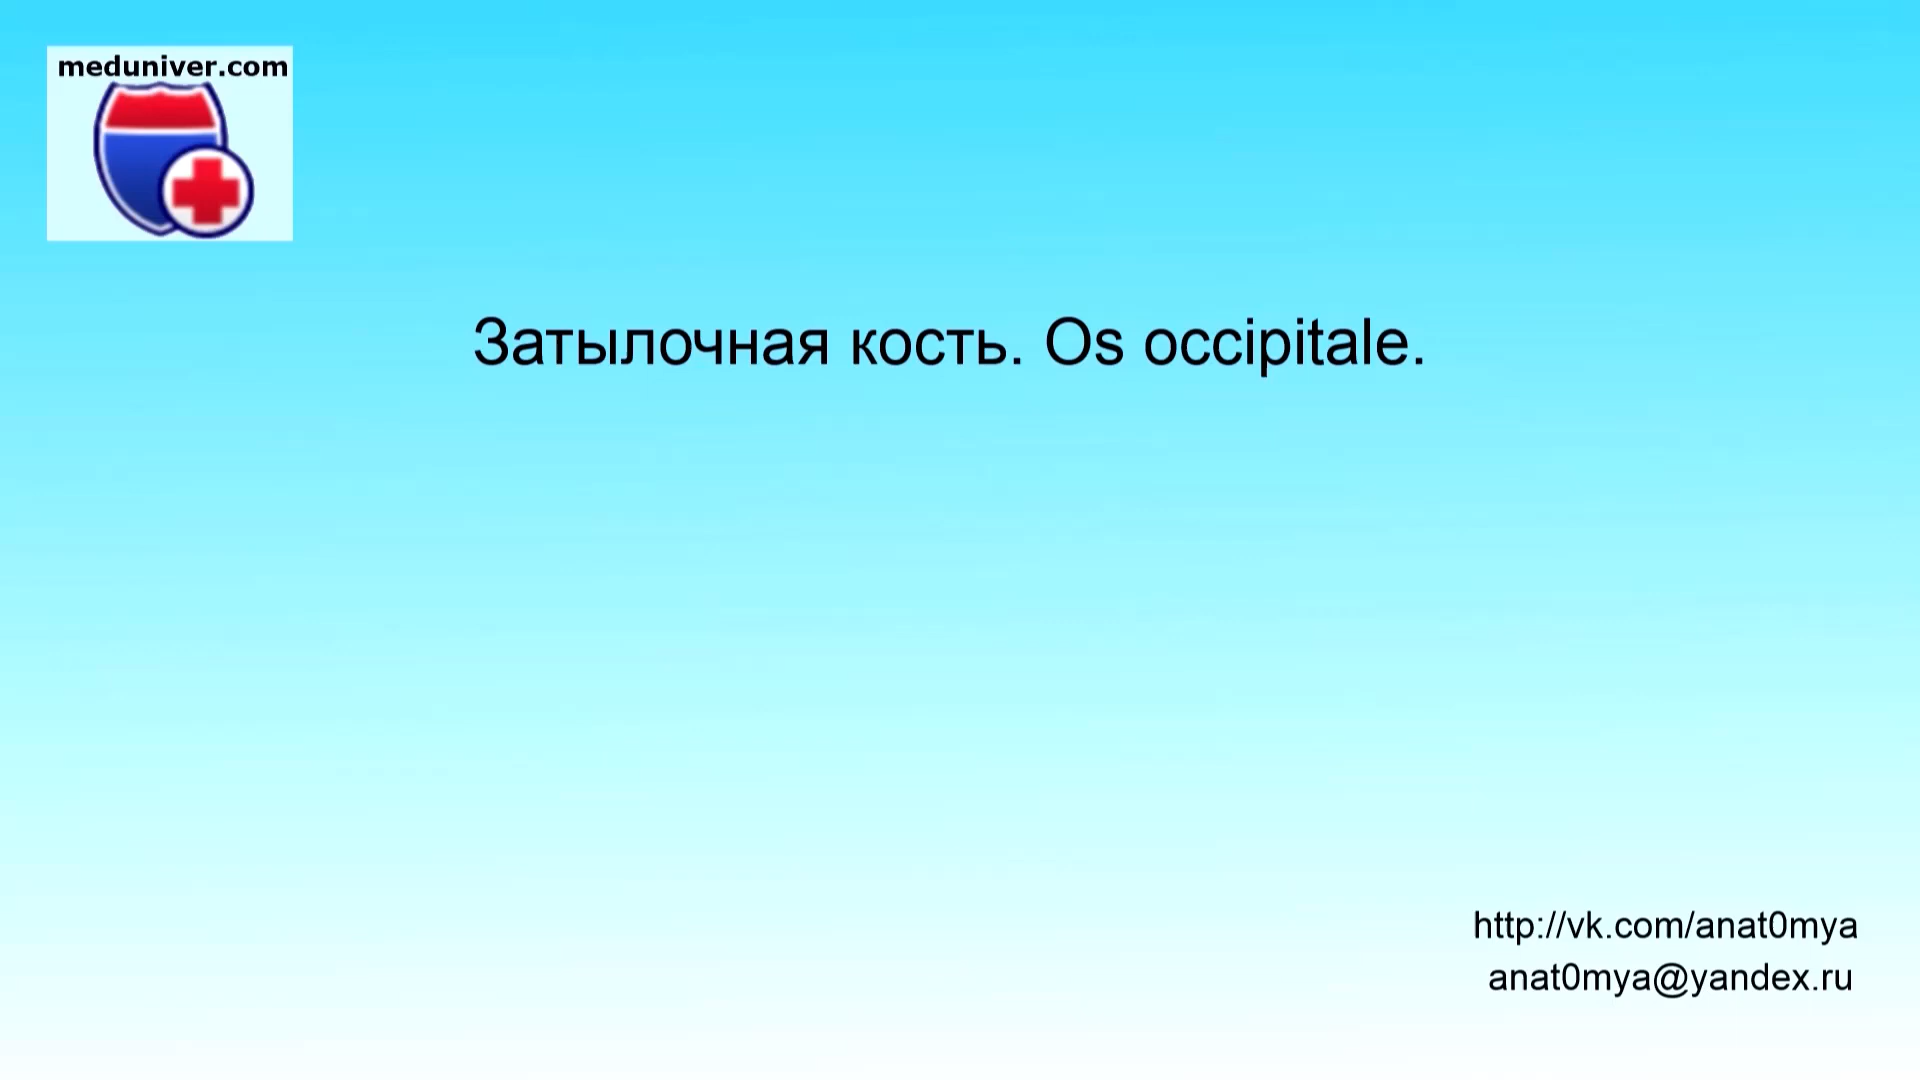 meduniver.com
Затылочная кость. Os occipitale.
http://vk.com/anat0mya
anat0mya@yandex.ru